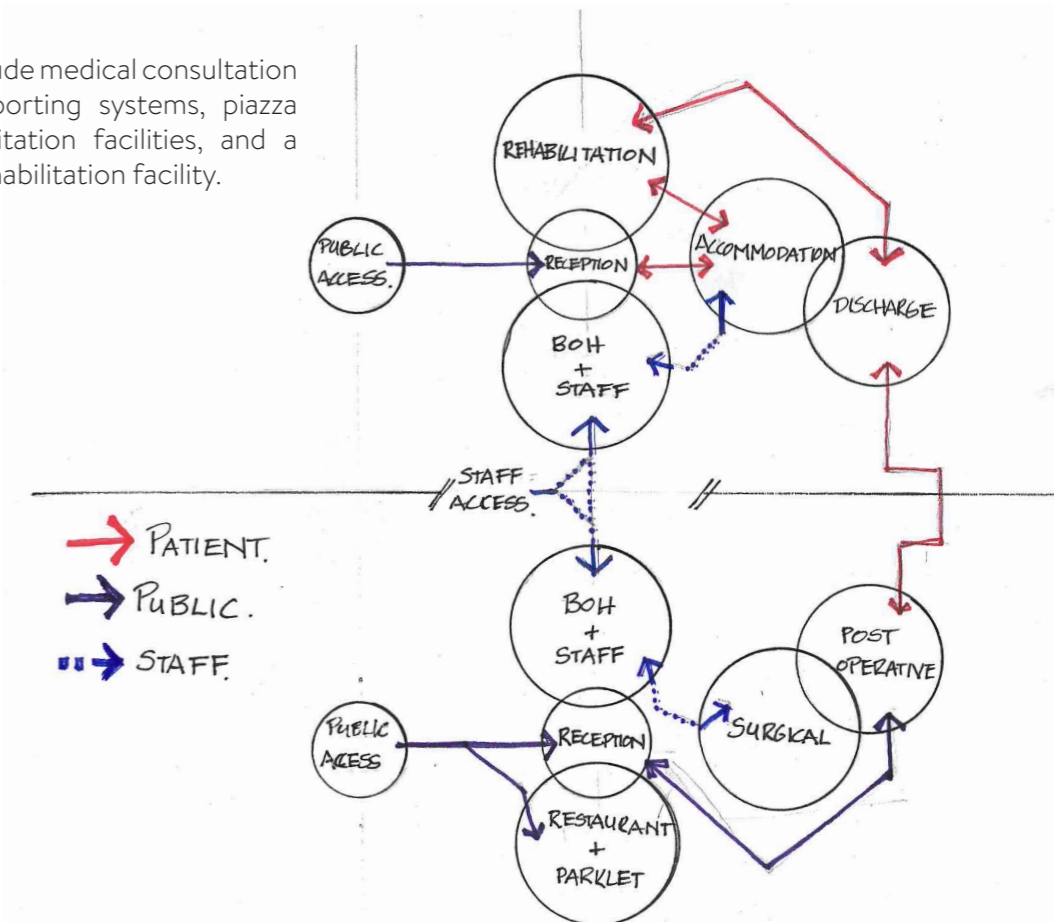 ude medical consultation
porting systems, piazza
itation facilities, and a
nabilitation facility.
REHABILITATION
PUBLIC
ACCESS.
RECEPTION
ACCOMMODATION
DISCHARGE
BOH
+
STAFF
STAFF
ACCESS.
PATIENT.
PUBLIC.
STAFF.
BOH
+
STAFF
POST
OPERATIVE
SURGICAL
PUBLIC
ACCESS
RECEPTION
RESTAURANT
+
PARKLET